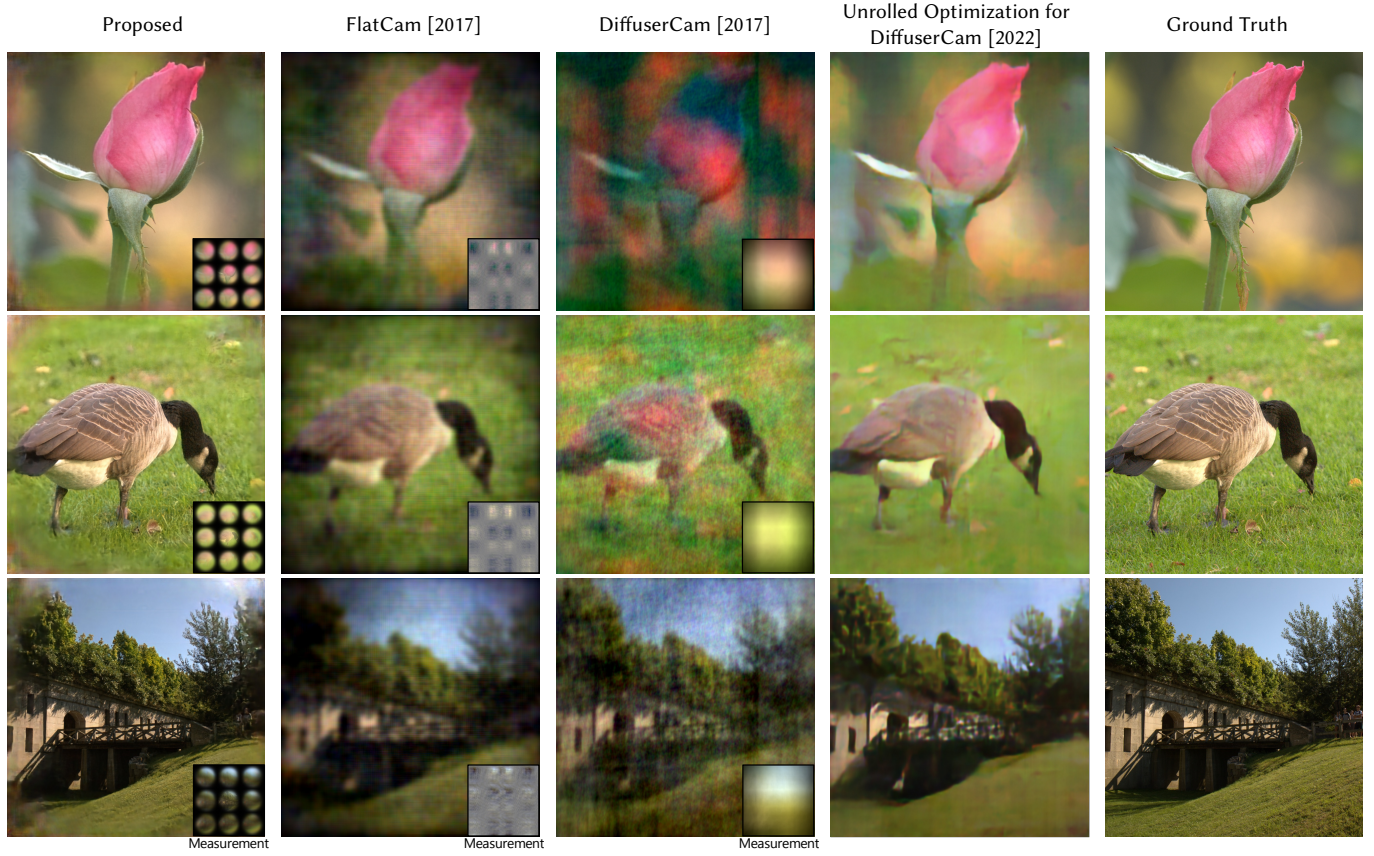 Proposed
FlatCam [2017]
DiffuserCam [2017]
Unrolled Optimization for
DiffuserCam [2022]
Ground Truth
Measurement
Measurement
Measurement